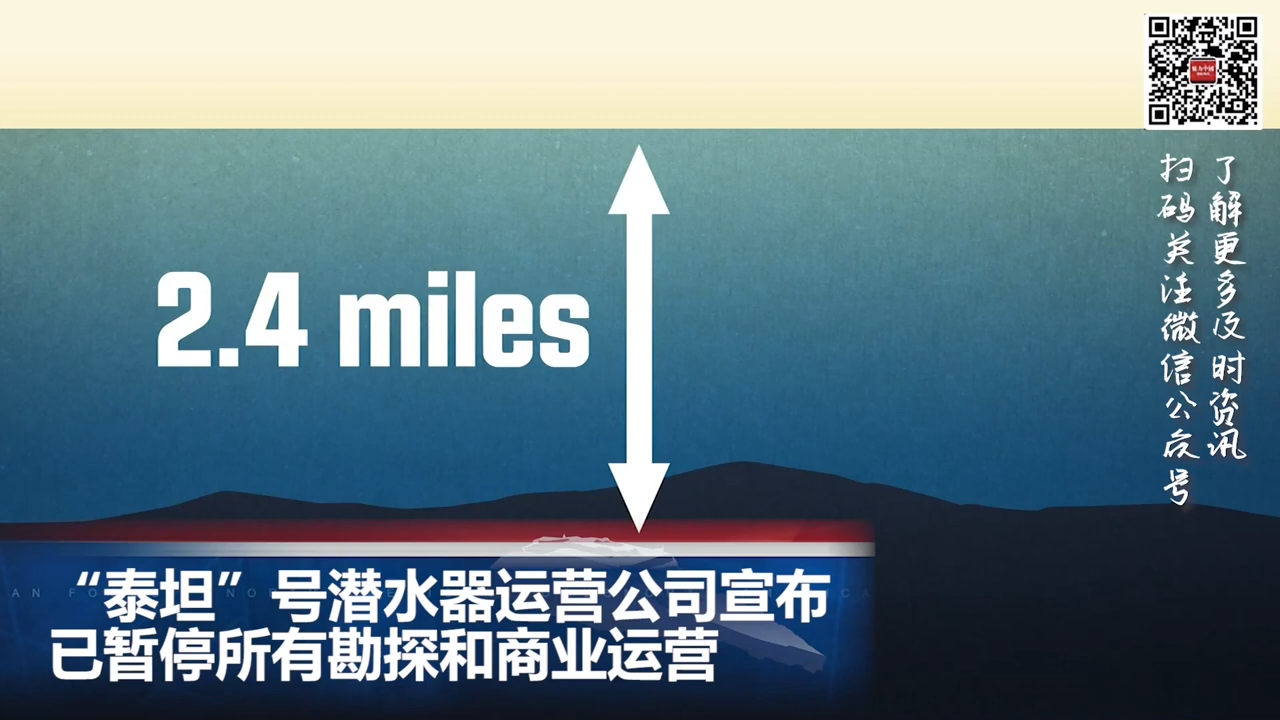 了解更多及时资讯
扫码关注微信公众号
2.4 miles
“泰坦”号潜水器运营公司宣布
已暂停所有勘探和商业运营